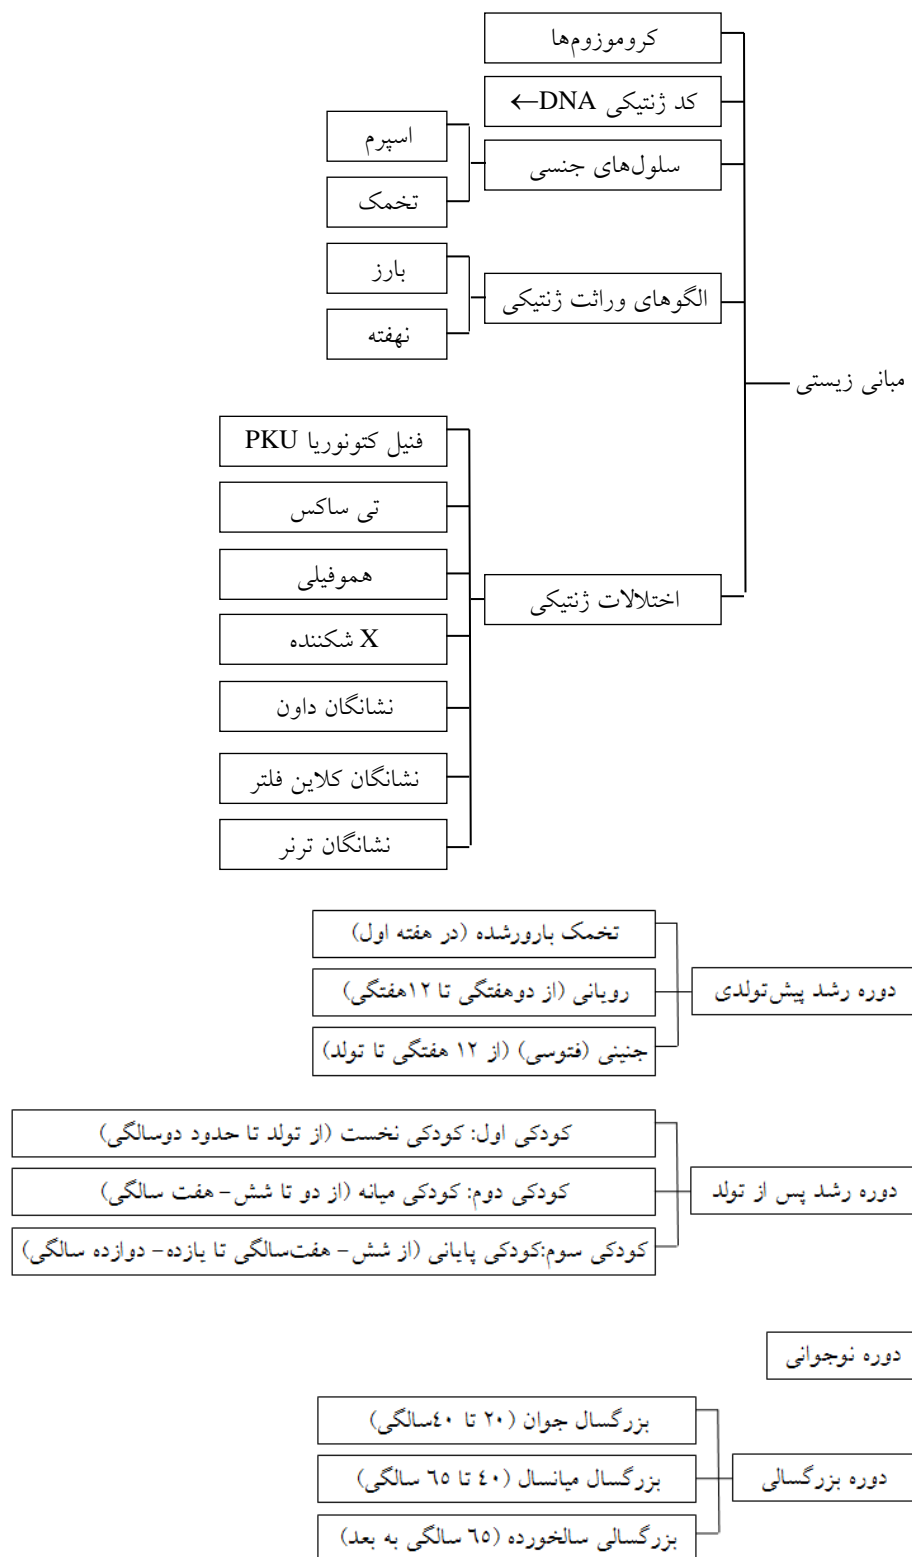 کروموزوم‌ها
کد ژنتیکی DNA←
سلول‌های جنسی
اسپرم
تخمک
الگوهای وراثت ژنتیکی
بارز
نهفته
مبانی زیستی
اختلالات ژنتیکی
فنیل کتونوریا PKU
تی ساکس
هموفیلی
X شکننده
نشانگان داون
نشانگان کلاین فلتر
نشانگان ترنر
دوره رشد پیش‌تولدی
تخمک بارورشده (در هفته اول)
رویانی (از دوهفتگی تا ۱۲هفتگی)
جنینی (فتوسی) (از ۱۲ هفتگی تا تولد)
دوره رشد پس از تولد
کودکی اول: کودکی نخست (از تولد تا حدود دوسالگی)
کودکی دوم: کودکی میانه (از دو تا شش- هفت سالگی)
کودکی سوم:کودکی پایانی (از شش- هفت‌سالگی تا یازده- دوازده سالگی)
دوره نوجوانی
دوره بزرگسالی
بزرگسال جوان (۲۰ تا ٤۰سالگی)
بزرگسال میانسال (٤۰ تا ٦٥ سالگی)
بزرگسالی سالخورده (٦٥ سالگی به بعد)